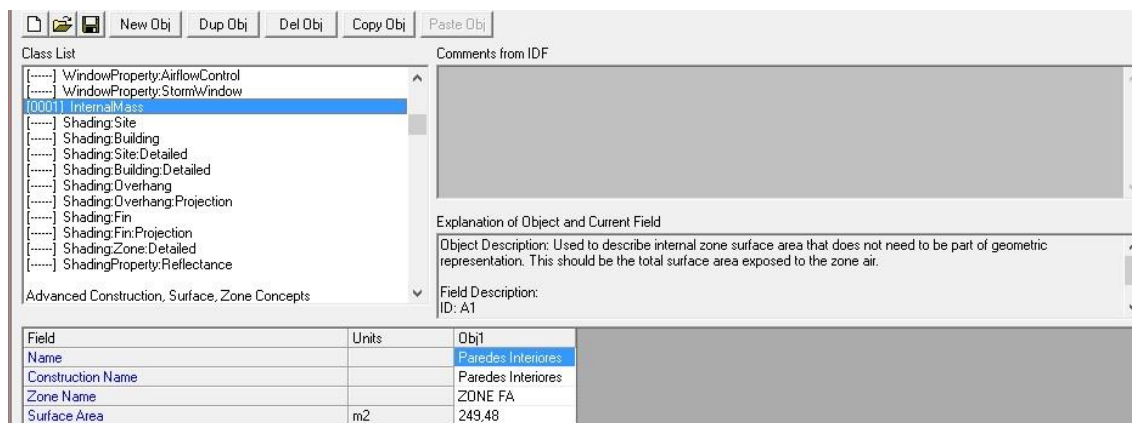 New Obj Dup Obj Del Obj Copy Obj Paste Obj
Class List
[------] WindowProperty:AirflowControl
[------] WindowProperty:StormWindow
[0001] InternalMass
[------] Shading:Site
[------] Shading:Building
[------] Shading:Site:Detailed
[------] Shading:Building:Detailed
[------] Shading:Overhang
[------] Shading:Overhang:Projection
[------] Shading:Fin
[------] Shading:Fin:Projection
[------] Shading:Zone:Detailed
[------] ShadingProperty:Reflectance
Advanced Construction, Surface, Zone Concepts
Comments from IDF
Explanation of Object and Current Field
Object Description: Used to describe internal zone surface area that does not need to be part of geometric
representation. This should be the total surface area exposed to the zone air.
Field Description:
ID: A1
Field Units Obj1
Name Paredes Interiores
Construction Name Paredes Interiores
Zone Name ZONE FA
Surface Area m2 249,48